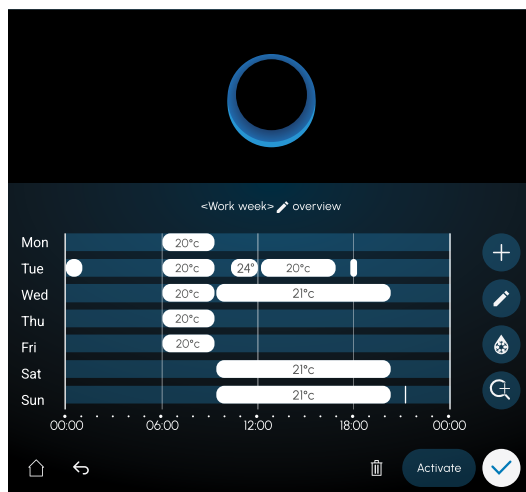 <Work week> overview
Mon 20°c
Tue 20°c 24° 20°c
Wed 20°c 21°c
Thu 20°c
Fri 20°c
Sat 21°c
Sun 21°c
00:00 06:00 12:00 18:00 00:00
Activate